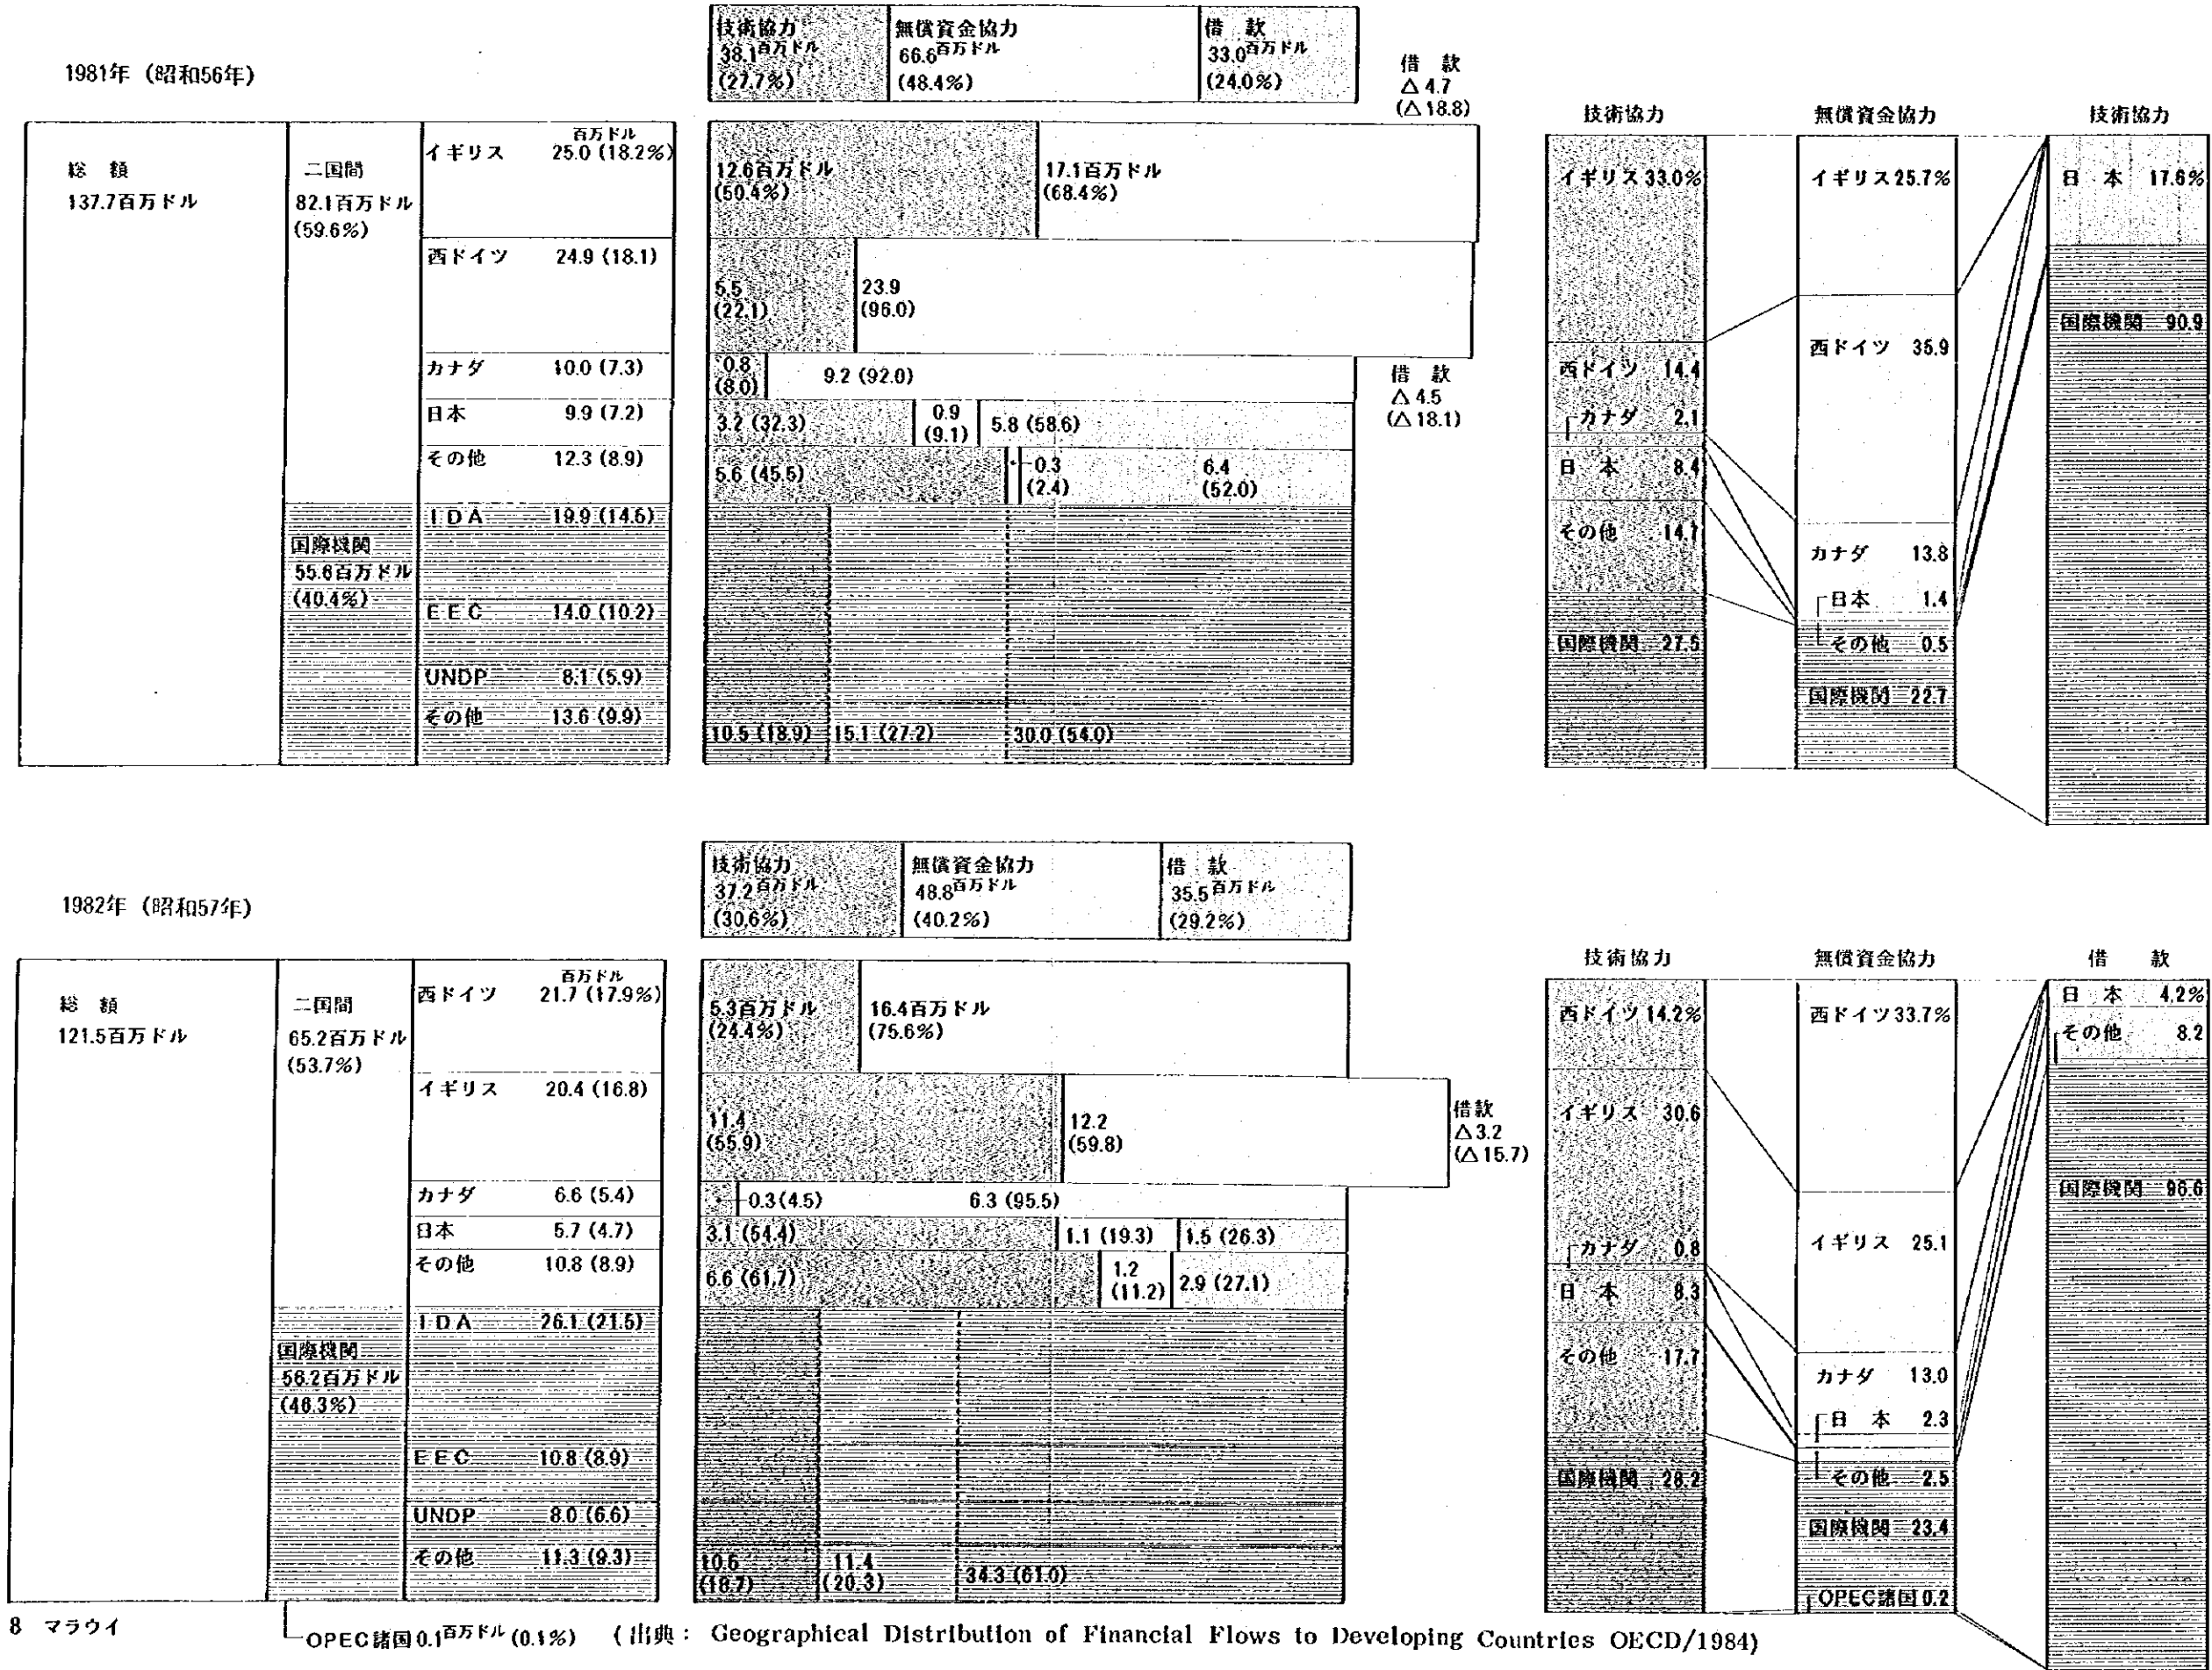 1981年 (昭和56年)
技術協力
38.1百万ドル
(27.7%)
無償資金協力
66.6百万ドル
(48.4%)
借 款
33.0百万ドル
(24.0%)
借 款
△4.7
(△18.8)
総 額
137.7百万ドル
二国間
82.1百万ドル
(59.6%)
百万ドル
イギリス 25.0 (18.2%)
西ドイツ 24.9 (18.1)
カナダ 10.0 (7.3)
日本 9.9 (7.2)
その他 12.3 (8.9)
国際機関
55.6百万ドル
(40.4%)
IDA 19.9 (14.5)
EEC 14.0 (10.2)
UNDP 8.1 (5.9)
その他 13.6 (9.9)
12.6百万ドル
(50.4%)
17.1百万ドル
(68.4%)
5.5
(22.1)
23.9
(96.0)
借 款
△4.5
(△18.1)
0.8
(8.0)
9.2 (92.0)
3.2 (32.3)
0.9
(9.1)
5.8 (58.6)
5.6 (45.5)
0.3
(2.4)
6.4
(52.0)
10.5 (18.9)
15.1 (27.2)
30.0 (54.0)
技術協力
イギリス 33.0%
西ドイツ 14.4
カナダ 2.1
日 本 8.4
その他 14.7
国際機関 27.5
無償資金協力
イギリス 25.7%
西ドイツ 35.9
カナダ 13.8
日本 1.4
その他 0.5
国際機関 22.7
技術協力
日 本 17.6%
国際機関 90.9
1982年 (昭和57年)
技術協力
37.2百万ドル
(30.6%)
無償資金協力
48.8百万ドル
(40.2%)
借 款
35.5百万ドル
(29.2%)
総 額
121.5百万ドル
二国間
65.2百万ドル
(53.7%)
百万ドル
西ドイツ 21.7 (17.9%)
イギリス 20.4 (16.8)
カナダ 6.6 (5.4)
日本 5.7 (4.7)
その他 10.8 (8.9)
国際機関
56.2百万ドル
(46.3%)
IDA 26.1 (21.5)
EEC 10.8 (8.9)
UNDP 8.0 (6.6)
その他 11.3 (9.3)
5.3百万ドル
(24.4%)
16.4百万ドル
(75.6%)
11.4
(55.9)
12.2
(59.8)
借款
△3.2
(△15.7)
0.3 (4.5)
6.3 (95.5)
3.1 (54.4)
1.1 (19.3)
1.5 (26.3)
6.6 (61.7)
1.2
(11.2)
2.9 (27.1)
10.5
(18.7)
11.4
(20.3)
34.3 (61.0)
技術協力
西ドイツ 14.2%
イギリス 30.6
カナダ 0.8
日 本 8.3
その他 17.7
国際機関 28.2
無償資金協力
西ドイツ 33.7%
イギリス 25.1
カナダ 13.0
日 本 2.3
その他 2.5
国際機関 23.4
OPEC諸国 0.2
借 款
日 本 4.2%
その他 8.2
国際機関 96.6
8 マラウイ
OPEC諸国0.1百万ドル (0.1%) (出典: Geographical Distribution of Financial Flows to Developing Countries OECD/1984)